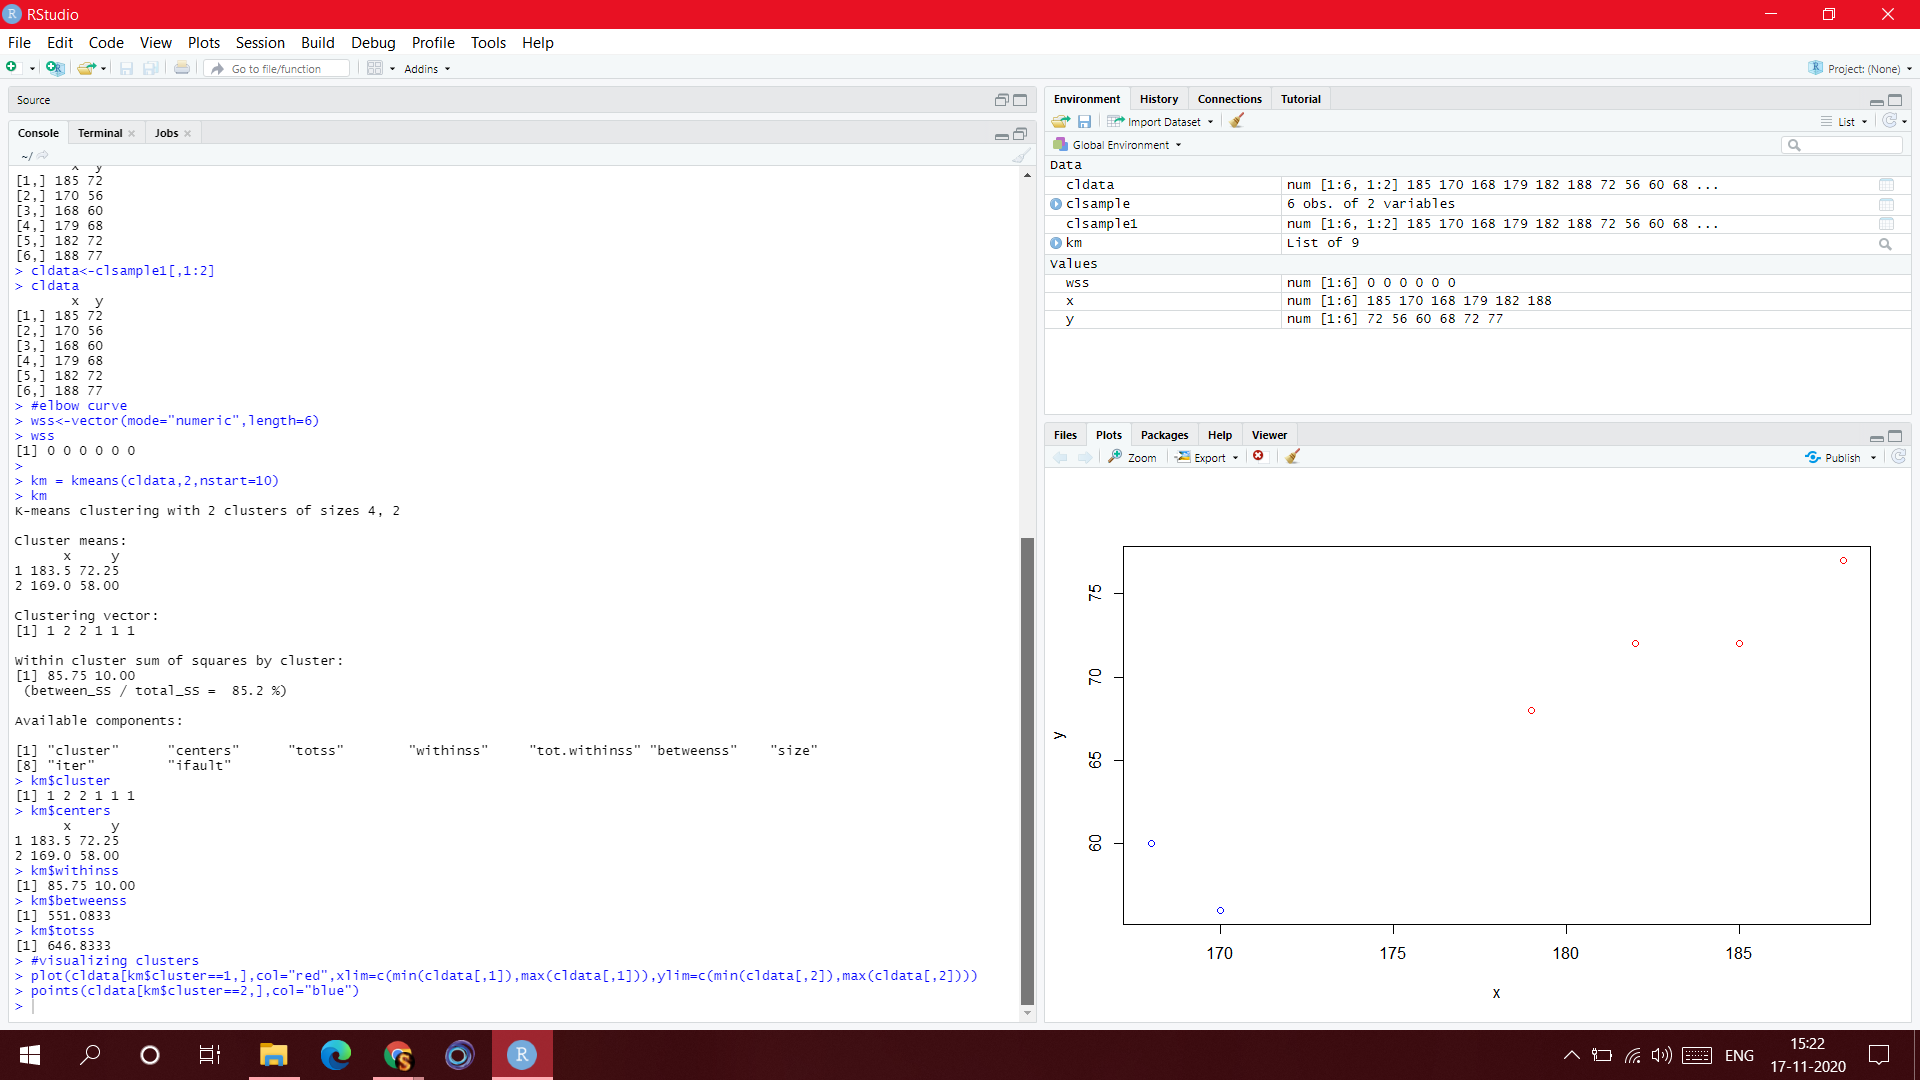 RStudio
File Edit Code View Plots Session Build Debug Profile Tools Help
Go to file/function Addins Project: (None)
Source
Console Terminal Jobs
~/
x y
[1,] 185 72
[2,] 170 56
[3,] 168 60
[4,] 179 68
[5,] 182 72
[6,] 188 77
> cldata<-clsample1[,1:2]
> cldata
x y
[1,] 185 72
[2,] 170 56
[3,] 168 60
[4,] 179 68
[5,] 182 72
[6,] 188 77
> #elbow curve
> wss<-vector(mode="numeric",length=6)
> wss
[1] 0 0 0 0 0 0
>
> km = kmeans(cldata,2,nstart=10)
> km
K-means clustering with 2 clusters of sizes 4, 2
Cluster means:
x y
1 183.5 72.25
2 169.0 58.00
Clustering vector:
[1] 1 2 2 1 1 1
Within cluster sum of squares by cluster:
[1] 85.75 10.00
(between_SS / total_SS = 85.2 %)
Available components:
[1] "cluster" "centers" "totss" "withinss" "tot.withinss" "betweenss" "size"
[8] "iter" "ifault"
> km$cluster
[1] 1 2 2 1 1 1
> km$centers
x y
1 183.5 72.25
2 169.0 58.00
> km$withinss
[1] 85.75 10.00
> km$betweenss
[1] 551.0833
> km$totss
[1] 646.8333
> #visualizing clusters
> plot(cldata[km$cluster==1,],col="red",xlim=c(min(cldata[,1]),max(cldata[,1])),ylim=c(min(cldata[,2]),max(cldata[,2])))
> points(cldata[km$cluster==2,],col="blue")
>
Environment History Connections Tutorial
Import Dataset List
Global Environment
Data
cldata num [1:6, 1:2] 185 170 168 179 182 188 72 56 60 68 ...
clsample 6 obs. of 2 variables
clsample1 num [1:6, 1:2] 185 170 168 179 182 188 72 56 60 68 ...
km List of 9
Values
wss num [1:6] 0 0 0 0 0 0
x num [1:6] 185 170 168 179 182 188
y num [1:6] 72 56 60 68 72 77
Files Plots Packages Help Viewer
Zoom Export Publish
75
70
65
60
y
170 175 180 185
x
ENG
15:22
17-11-2020